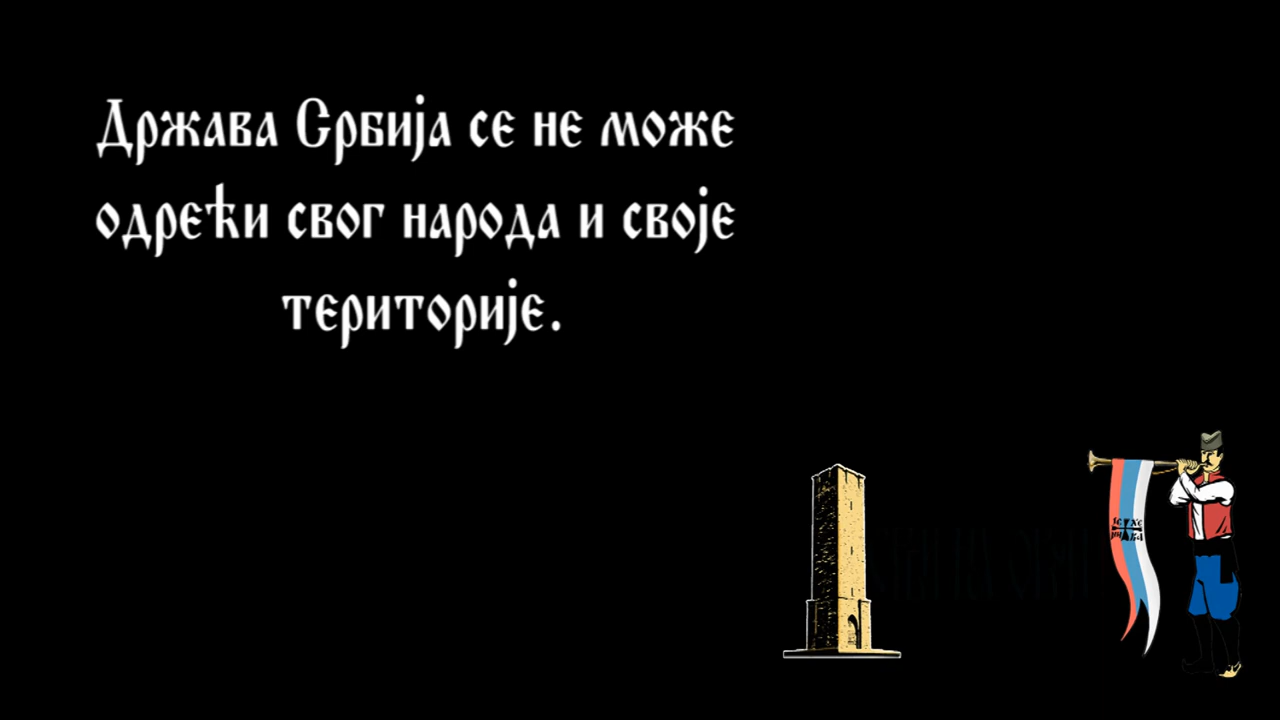 Држава Србија се не може
одрећи свог народа и своје
територије.